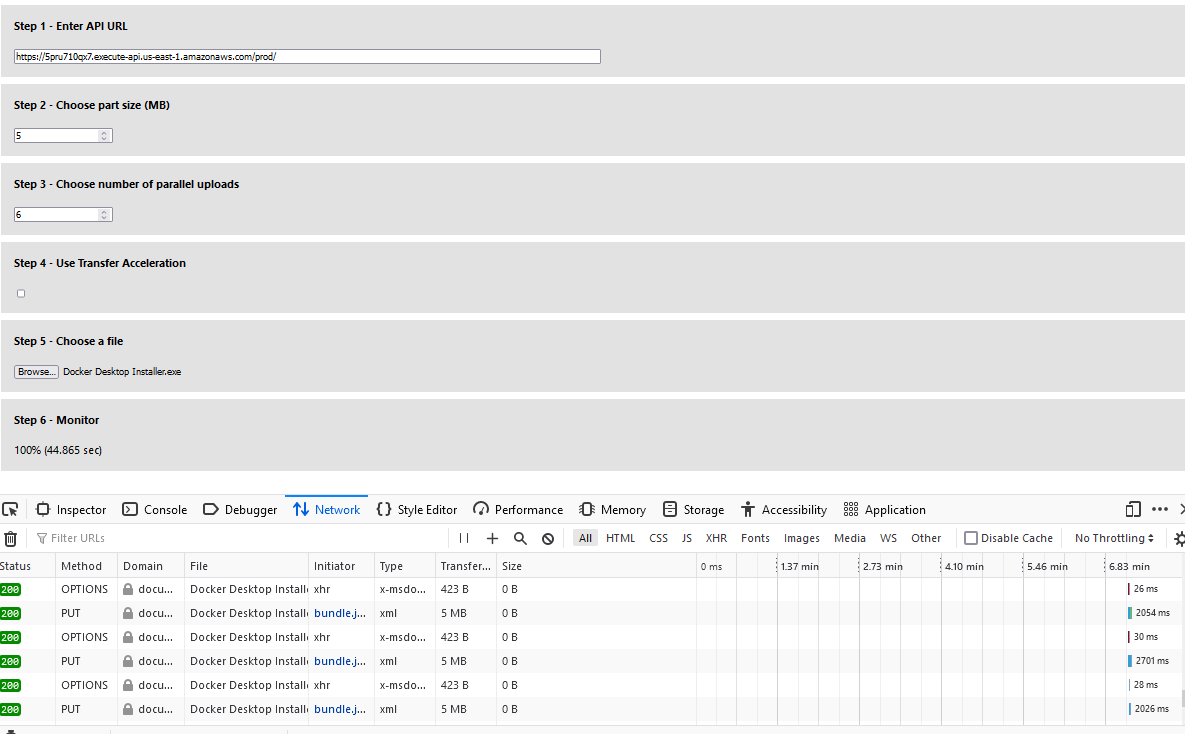 Step 1 - Enter API URL
https://5pru710qx7.execute-api.us-east-1.amazonaws.com/prod/
Step 2 - Choose part size (MB)
5
Step 3 - Choose number of parallel uploads
6
Step 4 - Use Transfer Acceleration
Step 5 - Choose a file
Browse... Docker Desktop Installer.exe
Step 6 - Monitor
100% (44.865 sec)
Inspector Console Debugger Network Style Editor Performance Memory Storage Accessibility Application
Filter URLs All HTML CSS JS XHR Fonts Images Media WS Other Disable Cache No Throttling
Status Method Domain File Initiator Type Transfer... Size 0 ms 1.37 min 2.73 min 4.10 min 5.46 min 6.83 min
200 OPTIONS docu... Docker Desktop Installe xhr x-msdo... 423 B 0 B 26 ms
200 PUT docu... Docker Desktop Installe bundle.j... xml 5 MB 0 B 2054 ms
200 OPTIONS docu... Docker Desktop Installe xhr x-msdo... 423 B 0 B 30 ms
200 PUT docu... Docker Desktop Installe bundle.j... xml 5 MB 0 B 2701 ms
200 OPTIONS docu... Docker Desktop Installe xhr x-msdo... 423 B 0 B 28 ms
200 PUT docu... Docker Desktop Installe bundle.j... xml 5 MB 0 B 2026 ms